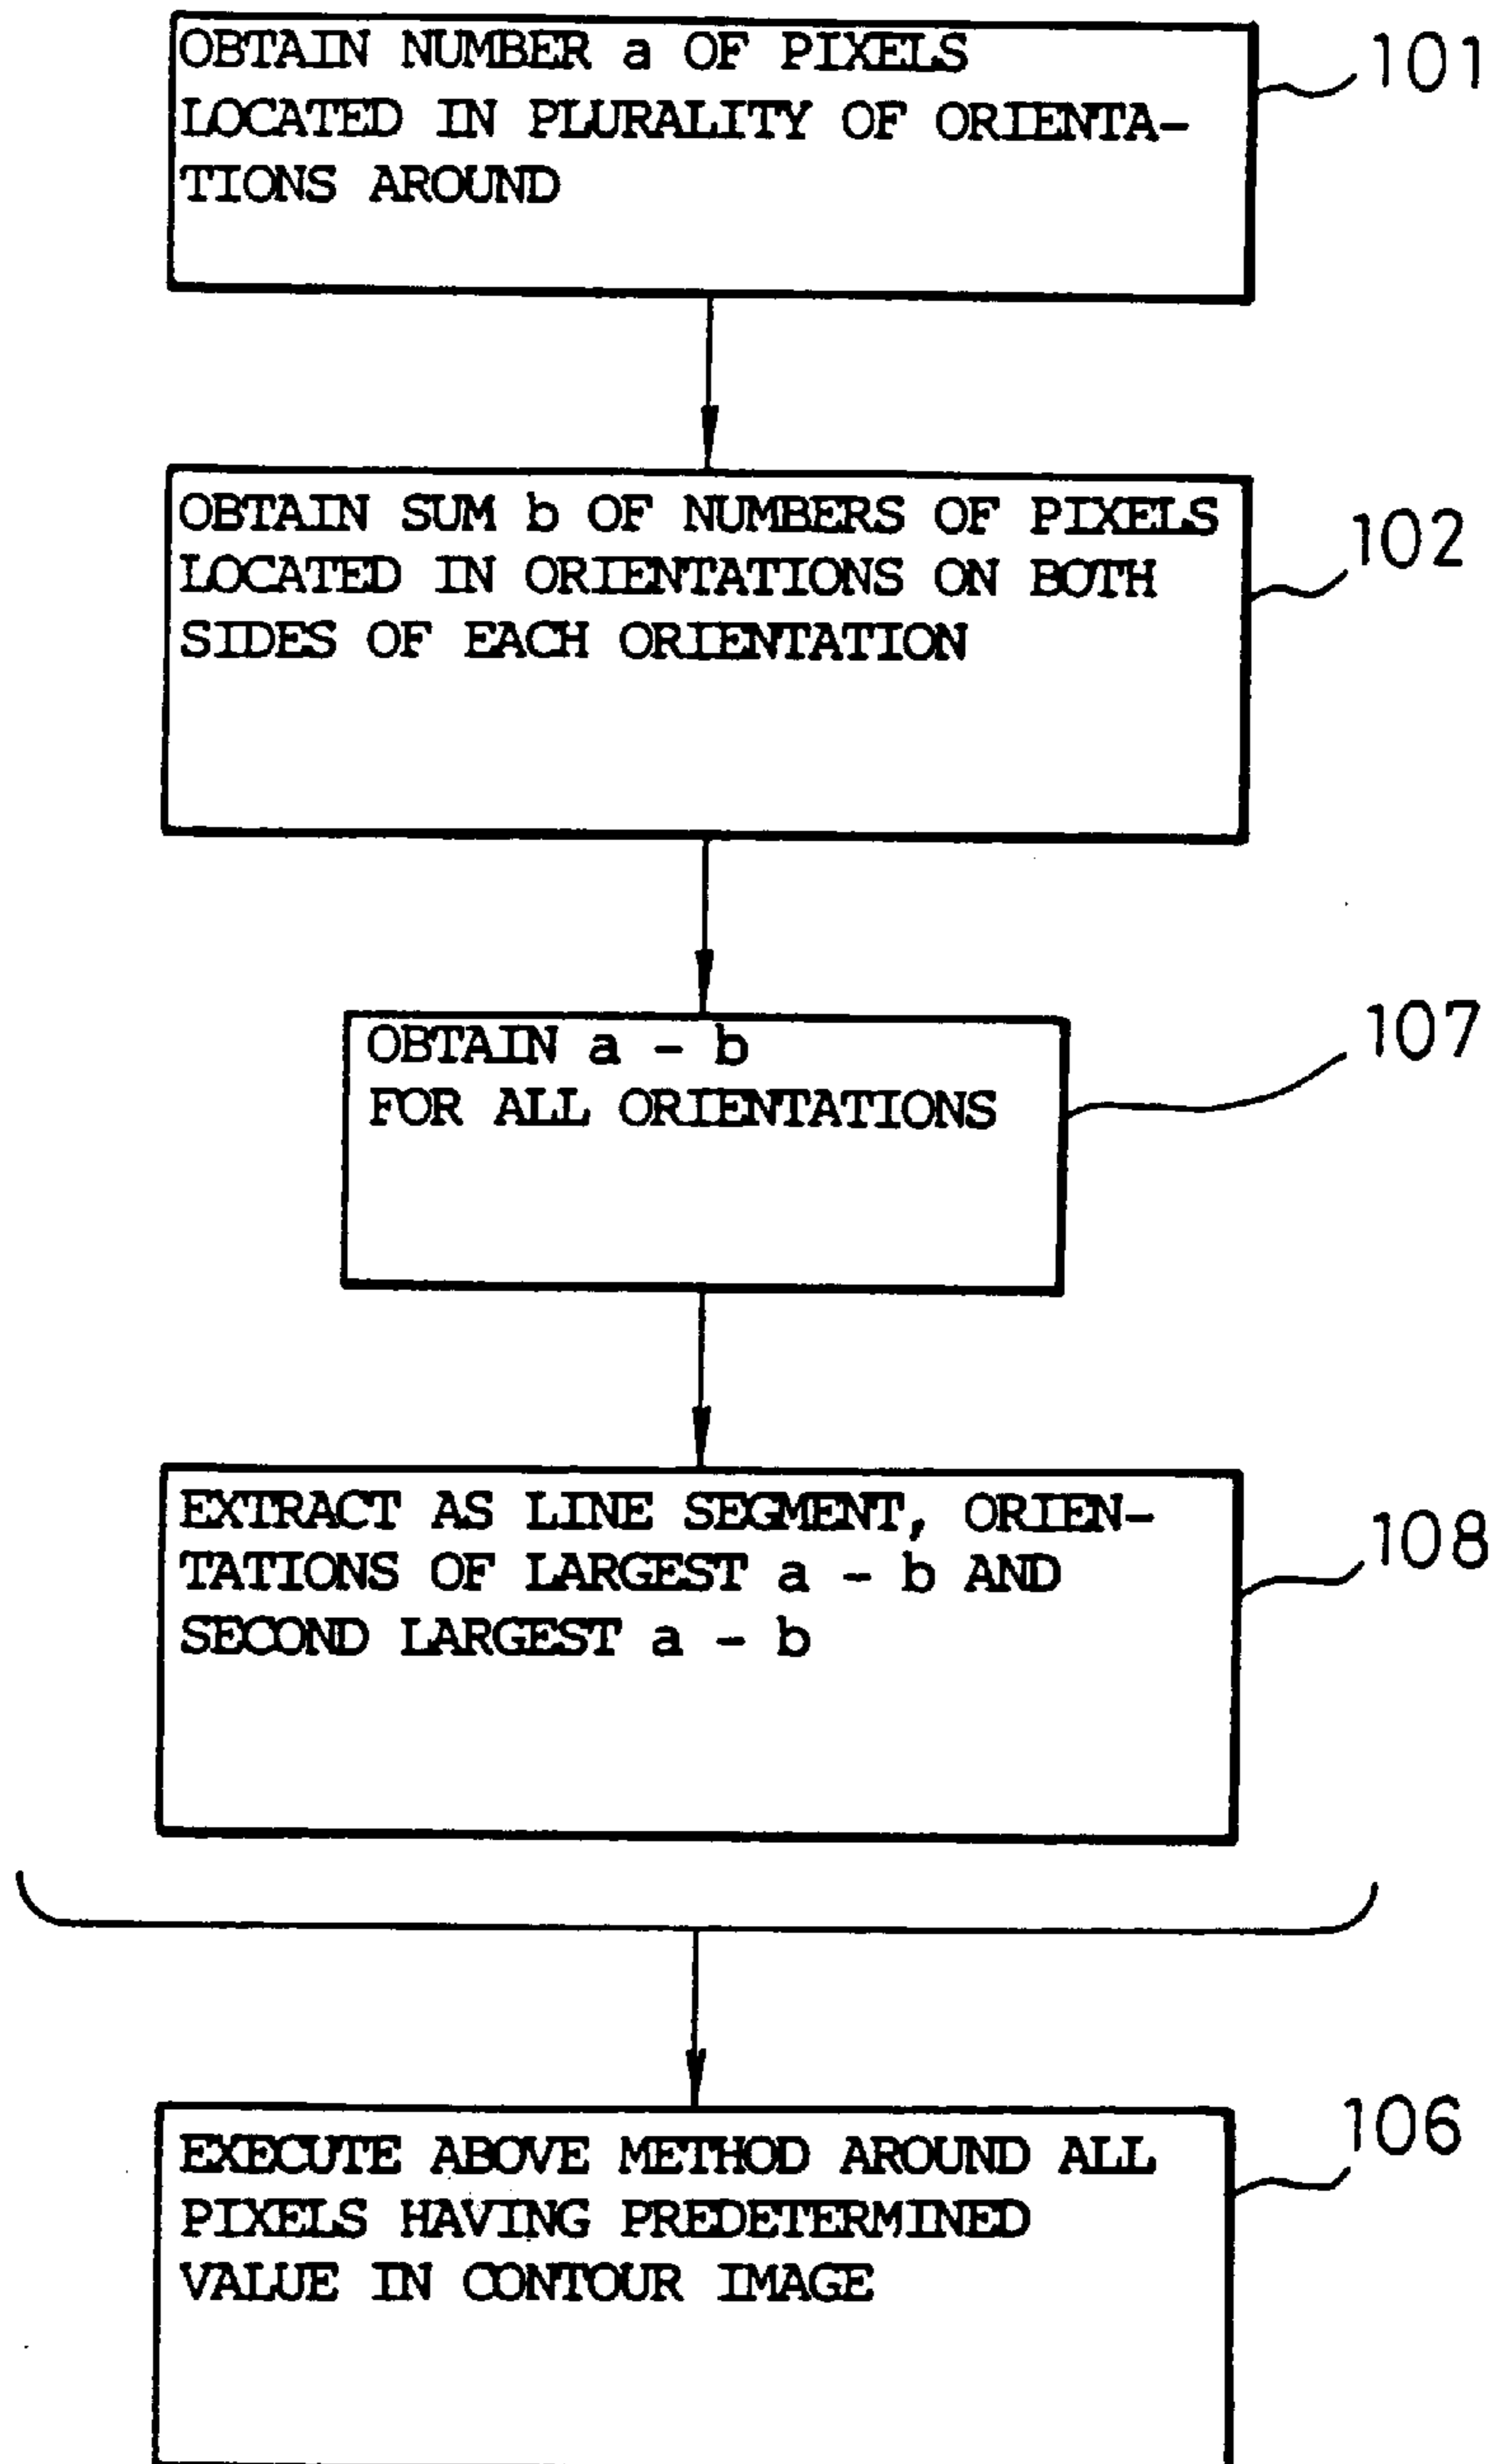 OBTAIN NUMBER a OF PIXELS
LOCATED IN PLURALITY OF ORIENTA-
TIONS AROUND
101
OBTAIN SUM b OF NUMBERS OF PIXELS
LOCATED IN ORIENTATIONS ON BOTH
SIDES OF EACH ORIENTATION
102
OBTAIN a - b
FOR ALL ORIENTATIONS
107
EXTRACT AS LINE SEGMENT, ORIEN-
TATIONS OF LARGEST a - b AND
SECOND LARGEST a - b
108
EXECUTE ABOVE METHOD AROUND ALL
PIXELS HAVING PREDETERMINED
VALUE IN CONTOUR IMAGE
106